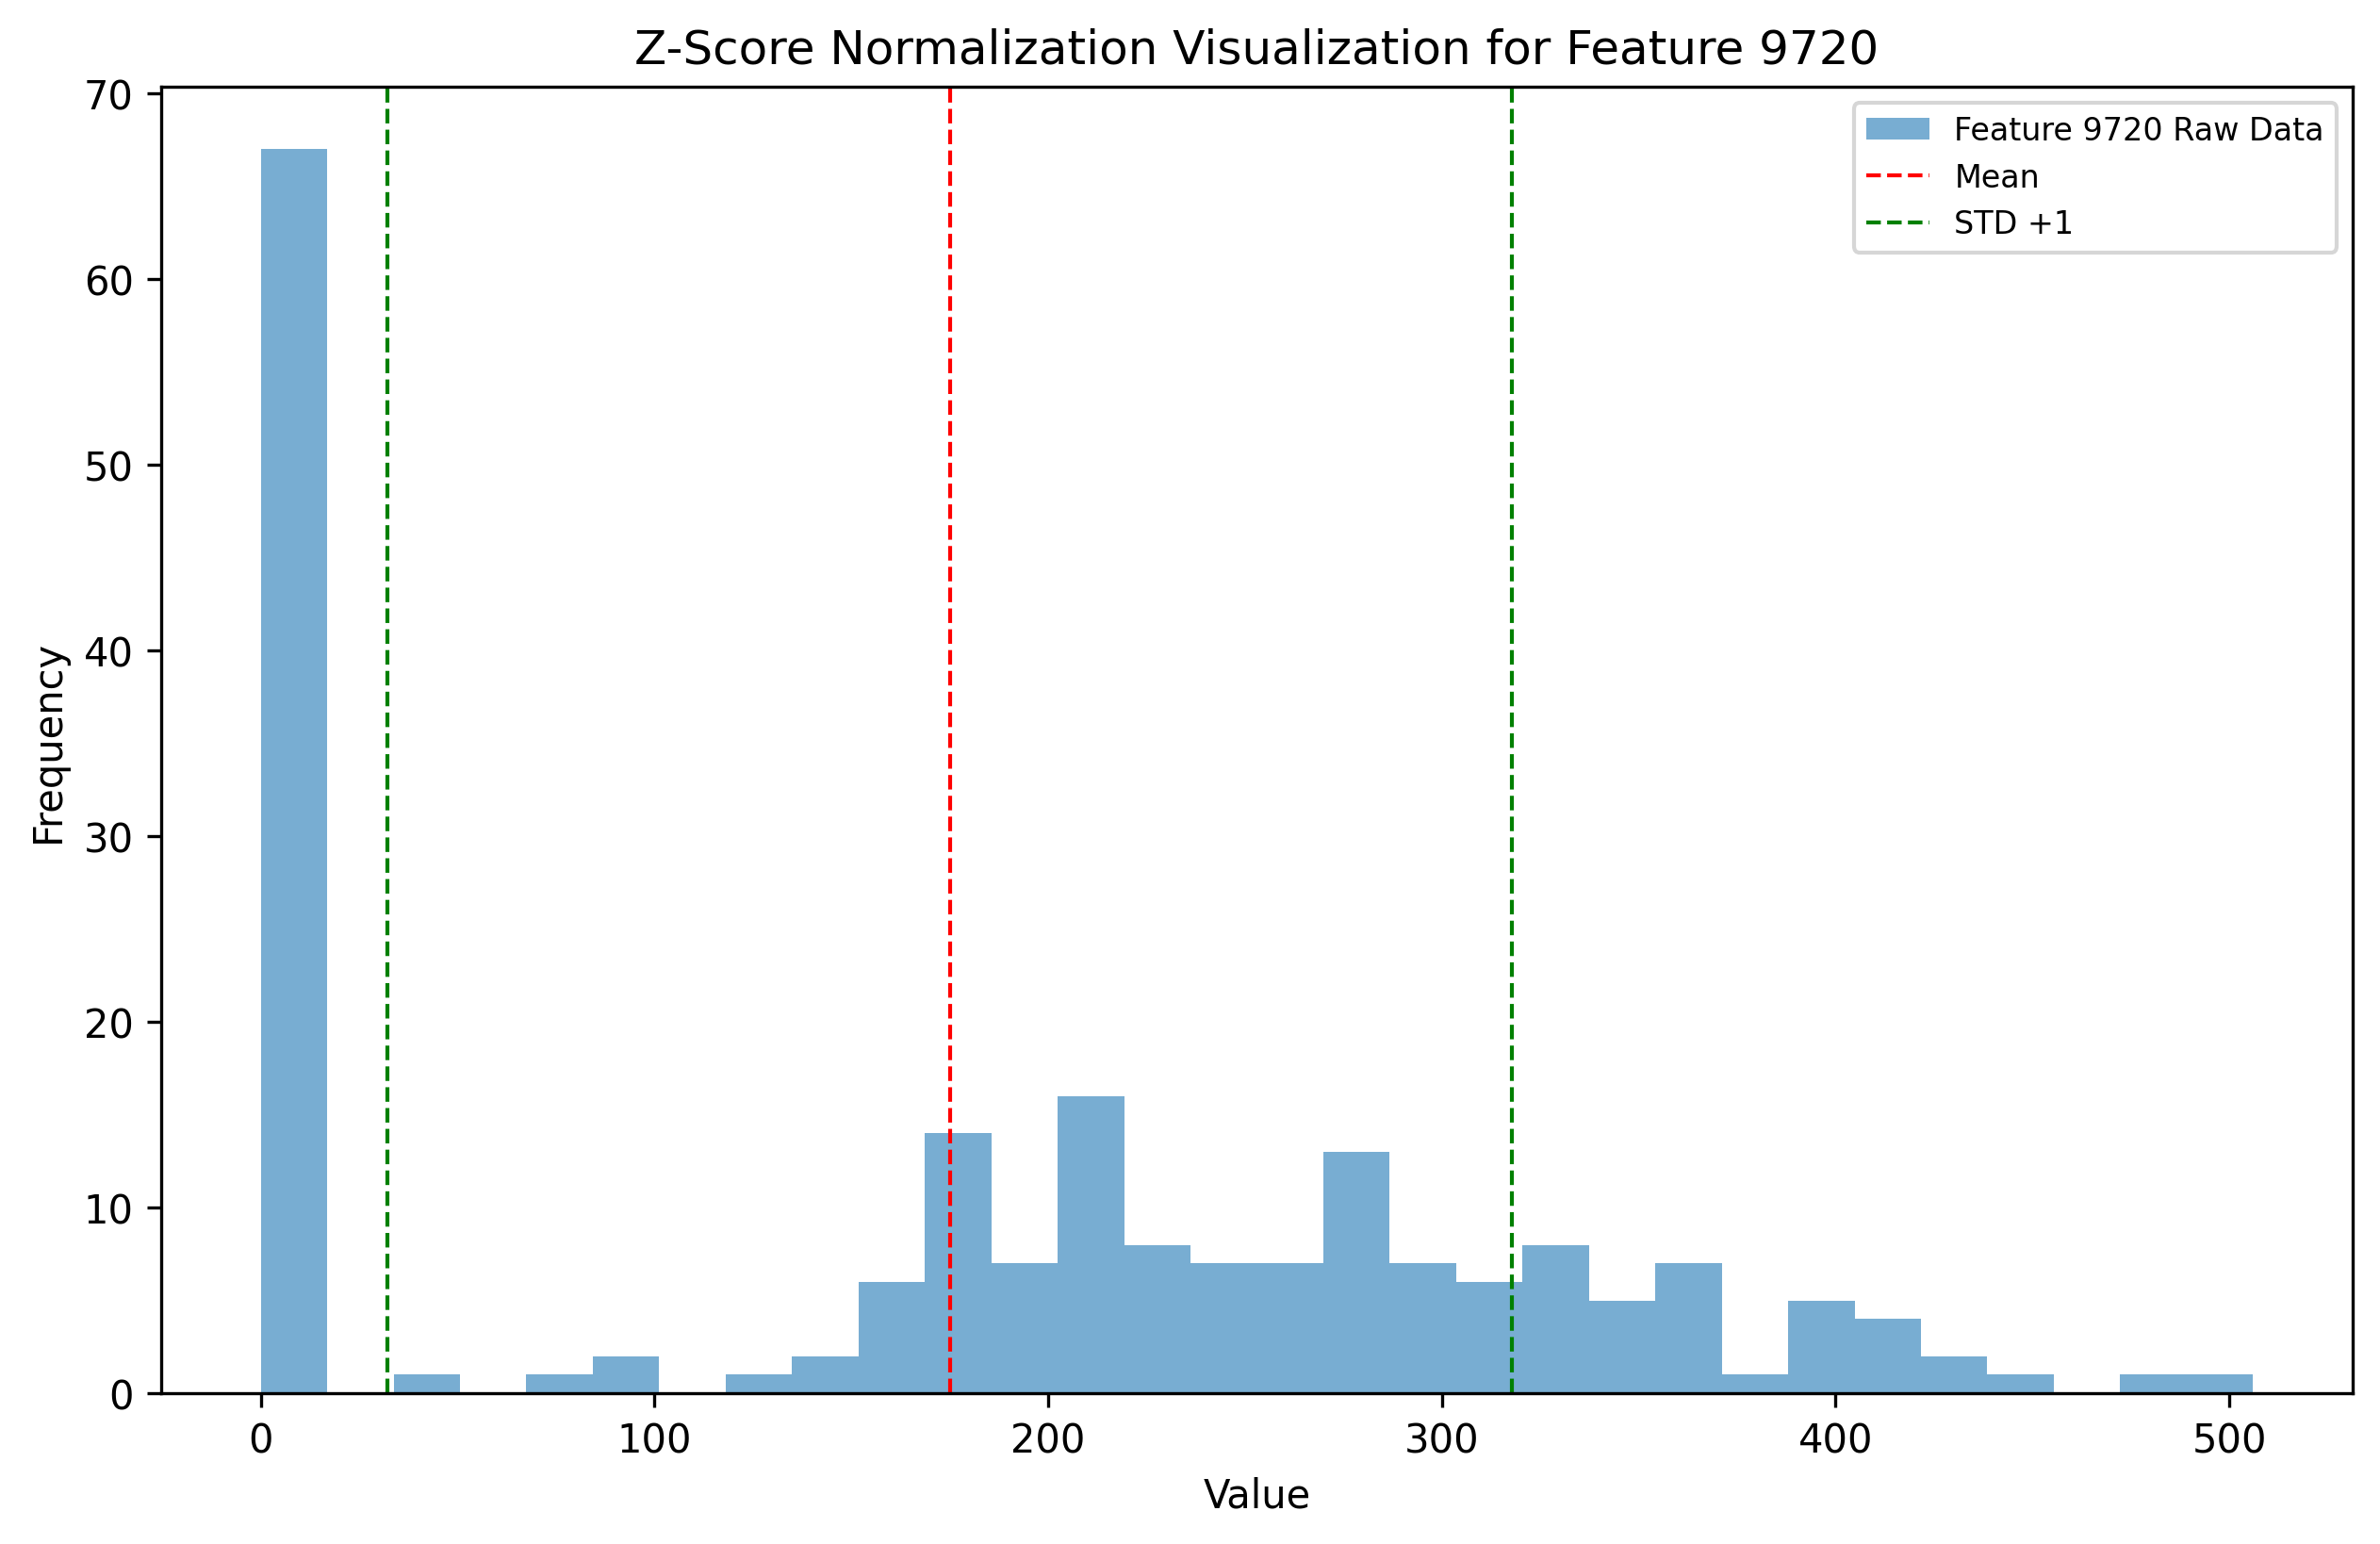 Z-Score Normalization Visualization for Feature 9720
Feature 9720 Raw Data
Mean
STD +1
70
60
50
40
30
20
10
0
Frequency
0 100 200 300 400 500
Value